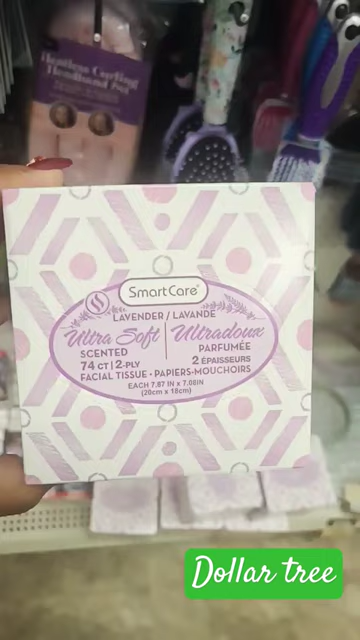 Heatless Curling
Headband Set
SmartCare®
LAVENDER / LAVANDE
Ultra Soft | Ultradoux
SCENTED PARFUMÉE
74 CT | 2-PLY 2 ÉPAISSEURS
FACIAL TISSUE • PAPIERS-MOUCHOIRS
EACH 7.87 IN x 7.08IN
(20cm x 18cm)
Dollar tree